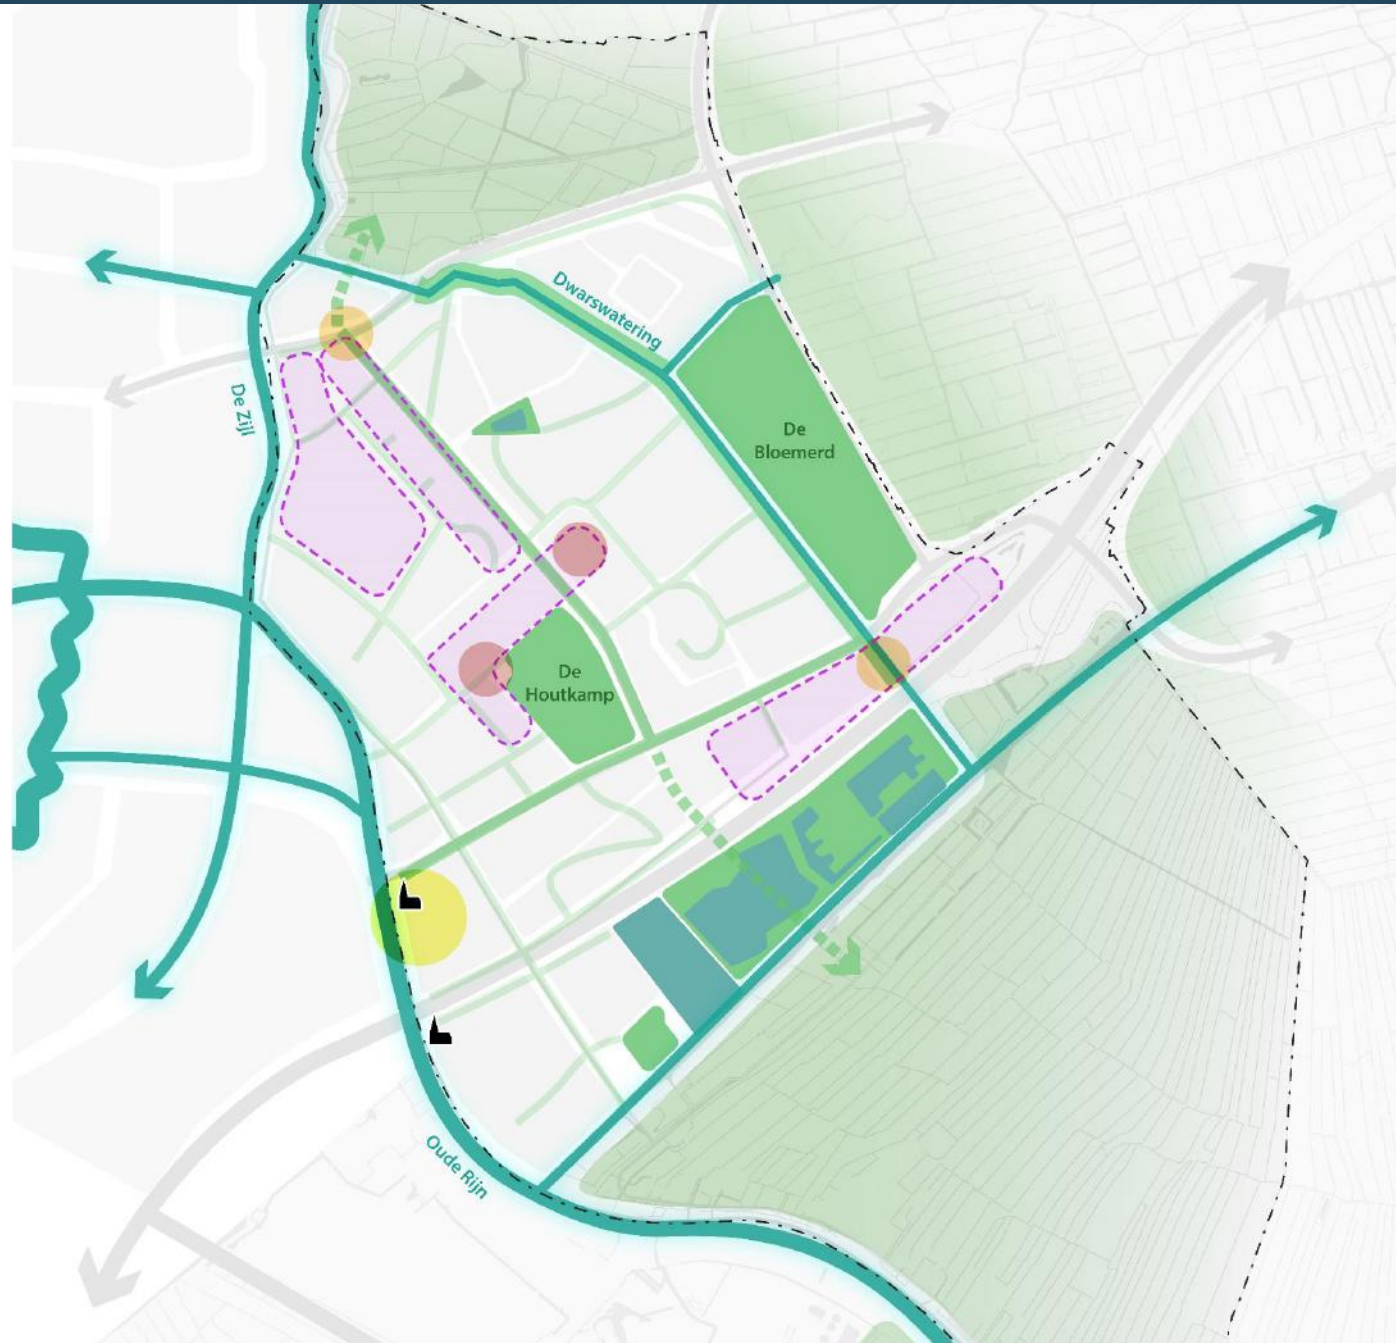 Dwarswatering
De Zijl
De
Bloemerd
De
Houtkamp
Oude Rijn